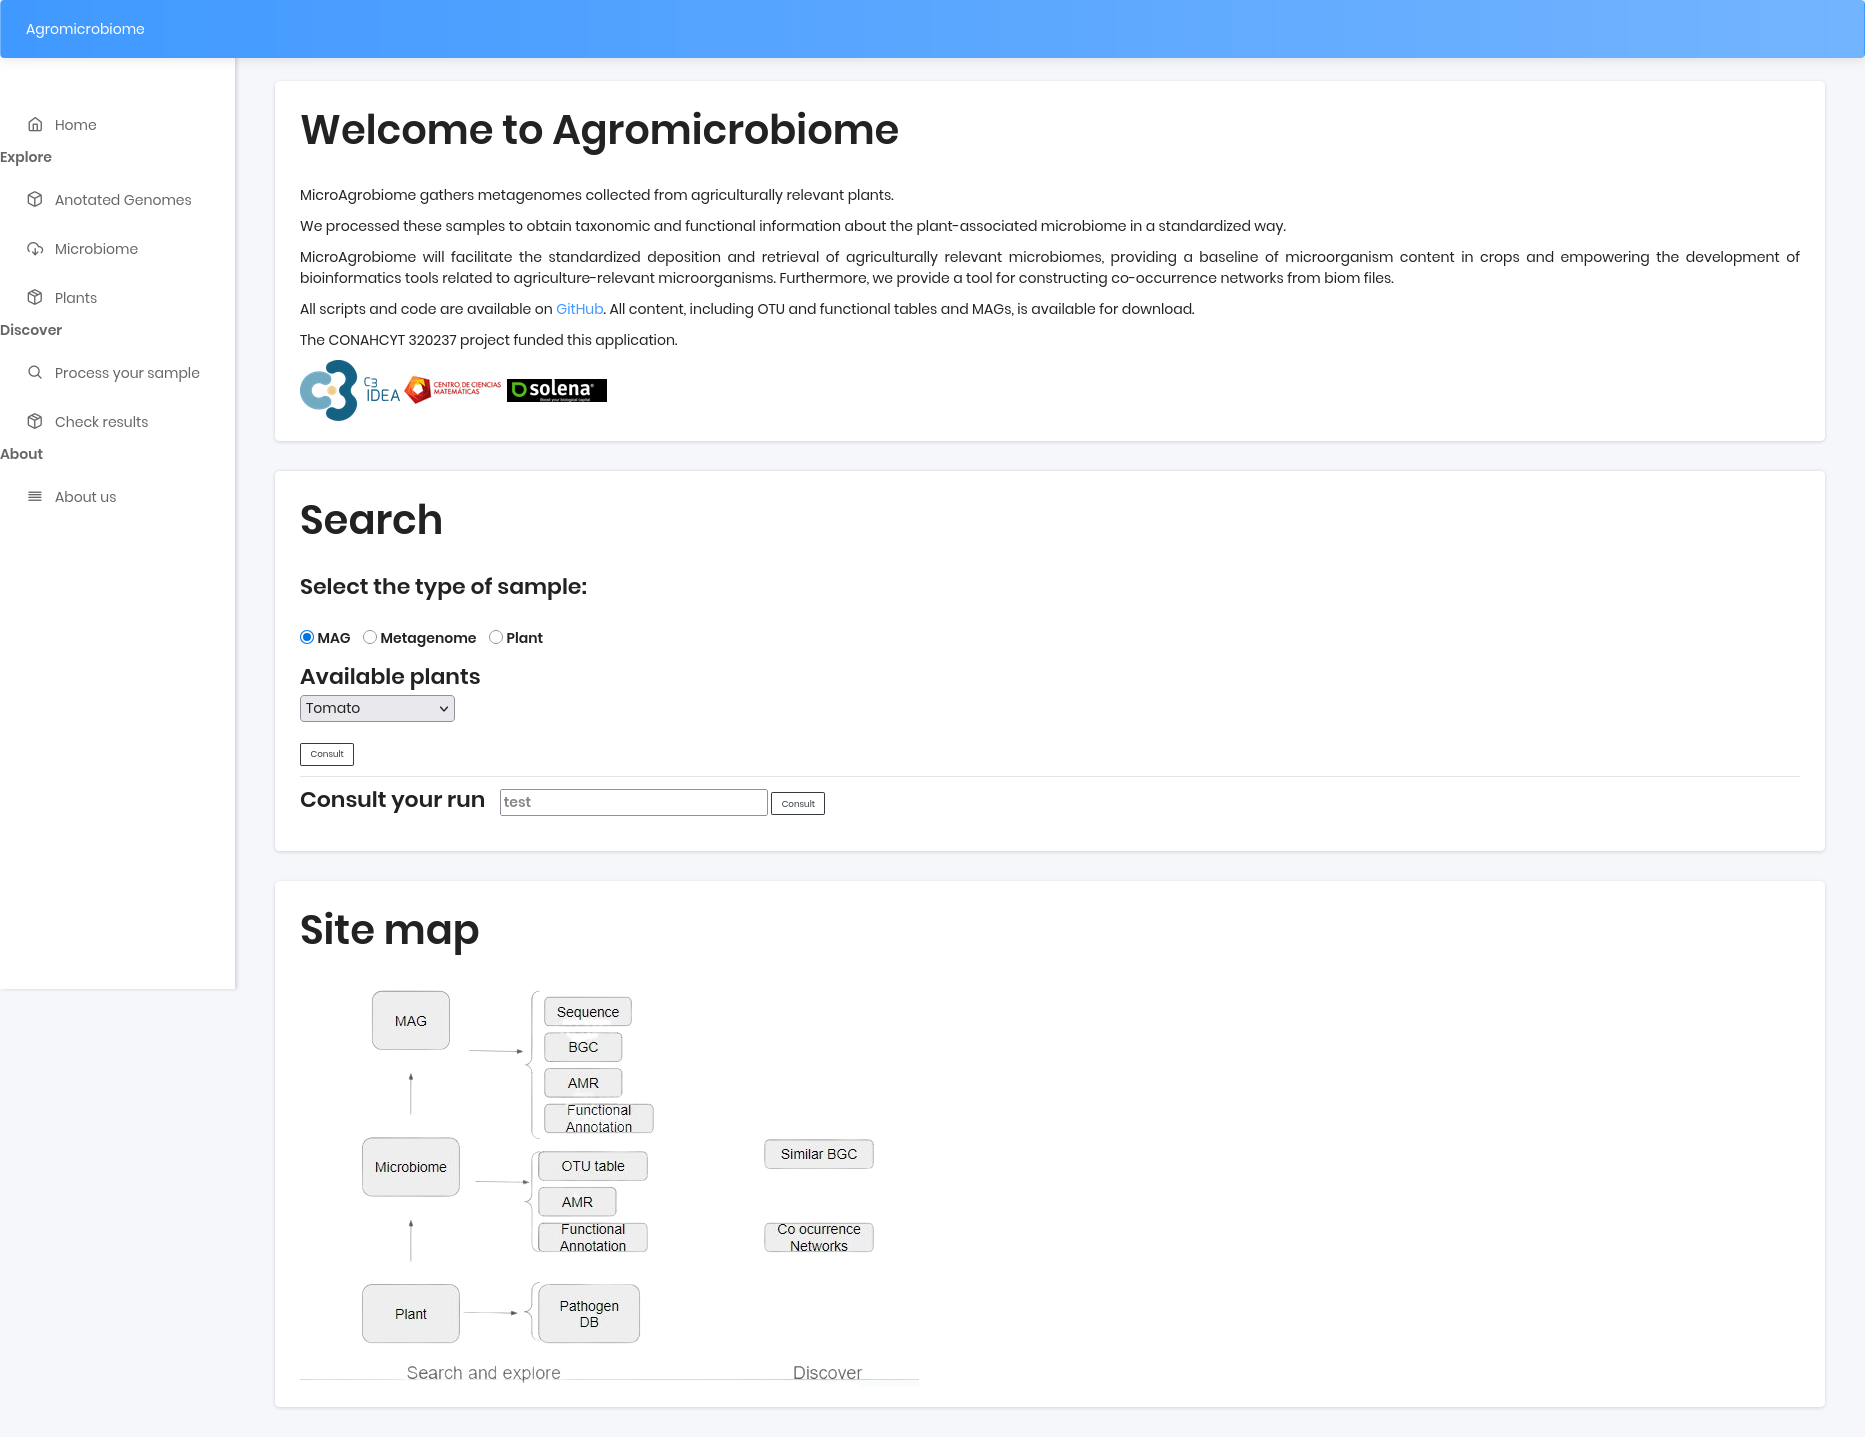 Agromicrobiome
Home
Explore
Anotated Genomes
Microbiome
Plants
Discover
Process your sample
Check results
About
About us
Welcome to Agromicrobiome
MicroAgrobiome gathers metagenomes collected from agriculturally relevant plants.
We processed these samples to obtain taxonomic and functional information about the plant-associated microbiome in a standardized way.
MicroAgrobiome will facilitate the standardized deposition and retrieval of agriculturally relevant microbiomes, providing a baseline of microorganism content in crops and empowering the development of
bioinformatics tools related to agriculture-relevant microorganisms. Furthermore, we provide a tool for constructing co-occurrence networks from biom files.
All scripts and code are available on GitHub. All content, including OTU and functional tables and MAGs, is available for download.
The CONAHCYT 320237 project funded this application.
C3
C3
IDEA
CENTRO DE CIENCIAS
MATEMÁTICAS
solena®
Boost your biological capital
Search
Select the type of sample:
MAG Metagenome Plant
Available plants
Tomato
Consult
Consult your run test Consult
Site map
MAG
Sequence
BGC
AMR
Functional
Annotation
Microbiome
OTU table
AMR
Functional
Annotation
Similar BGC
Co ocurrence
Networks
Plant
Pathogen
DB
Search and explore Discover